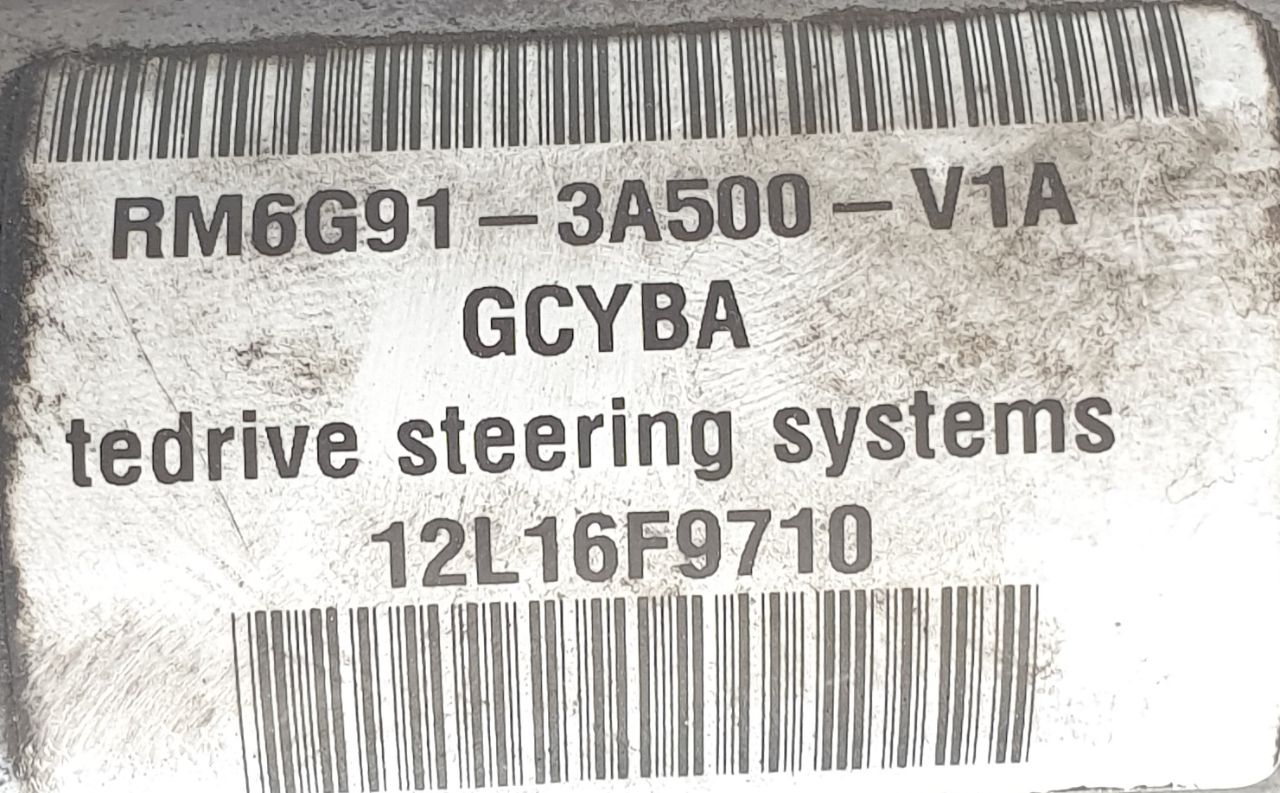 RM6G91-3A500-V1A
GCYBA
tedrive steering systems
12L16F9710